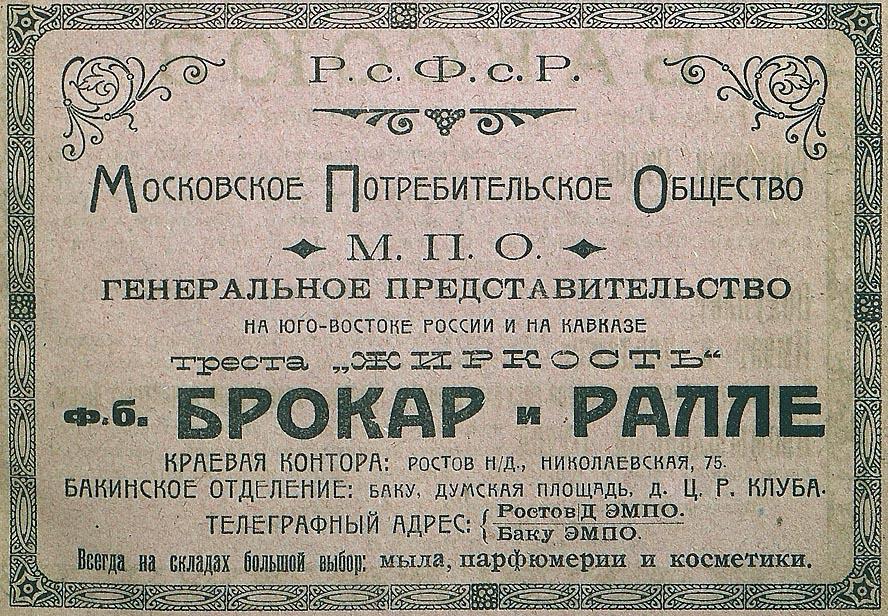 Р. с. Ф. с. Р.
Московское Потребительское Общество
М. П. О.
ГЕНЕРАЛЬНОЕ ПРЕДСТАВИТЕЛЬСТВО
НА ЮГО-ВОСТОКЕ РОССИИ И НА КАВКАЗЕ
треста „ЖИРКОСТЬ“
ф.б. БРОКАР и РАЛЛЕ
КРАЕВАЯ КОНТОРА: РОСТОВ Н/Д., НИКОЛАЕВСКАЯ, 75.
БАКИНСКОЕ ОТДЕЛЕНИЕ: БАКУ, ДУМСКАЯ ПЛОЩАДЬ, Д. Ц. Р. КЛУБА.
ТЕЛЕГРАФНЫЙ АДРЕС: { Ростов|Д ЭМПО.
Баку ЭМПО.
Всегда на складах большой выбор: мыла, парфюмерии и косметики.